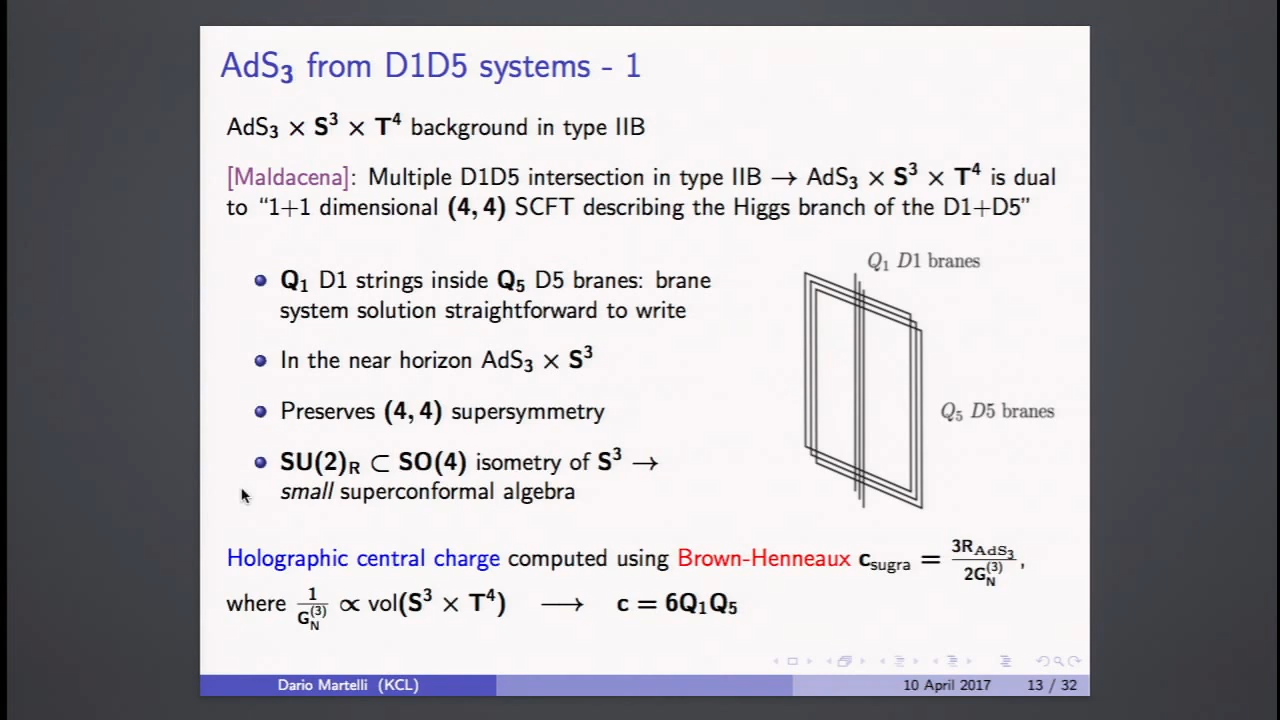 AdS₃ from D1D5 systems - 1
AdS₃ × S³ × T⁴ background in type IIB
[Maldacena]: Multiple D1D5 intersection in type IIB → AdS₃ × S³ × T⁴ is dual
to “1+1 dimensional (4, 4) SCFT describing the Higgs branch of the D1+D5”
Q₁ D1 branes
Q₁ D1 strings inside Q₅ D5 branes: brane
system solution straightforward to write
In the near horizon AdS₃ × S³
Preserves (4, 4) supersymmetry
Q₅ D5 branes
SU(2)_R ⊂ SO(4) isometry of S³ →
small superconformal algebra
Holographic central charge computed using Brown-Henneaux c_sugra = 3R_AdS₃ / 2G_N^(3),
where 1 / G_N^(3) ∝ vol(S³ × T⁴) ⟶ c = 6Q₁Q₅
Dario Martelli (KCL) 10 April 2017 13 / 32